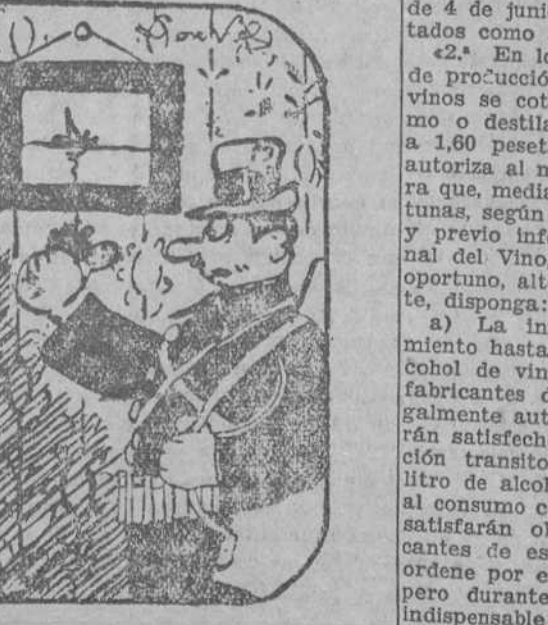 de 4 de juni
tados como
«2.ª En lo
de producció
vinos se cot
mo o destila
a 1,60 peset
autoriza al m
ra que, media
tunas, según
y previo inf
nal del Vino,
oportuno, alt
te, disponga:
a) La in
miento hasta
cohol de vin
fabricantes d
galmente aut
rán satisfech
ción transito
litro de alcol
al consumo c
satisfarán ob
cantes de es
ordene por e
pero durante
indispensable